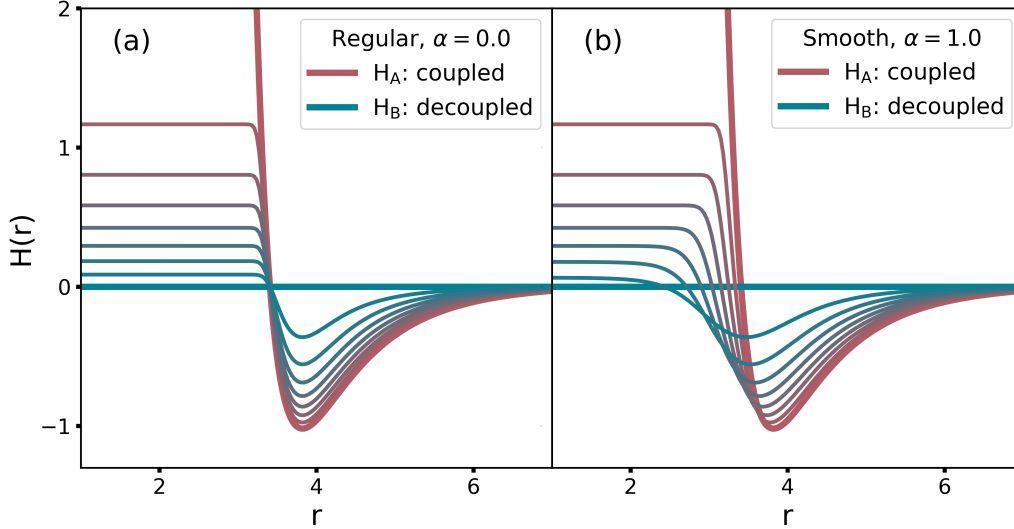 (a)
Regular, α = 0.0
H_A: coupled
H_B: decoupled
(b)
Smooth, α = 1.0
H_A: coupled
H_B: decoupled
H(r)
2
1
0
−1
2
4
6
r
2
4
6
r